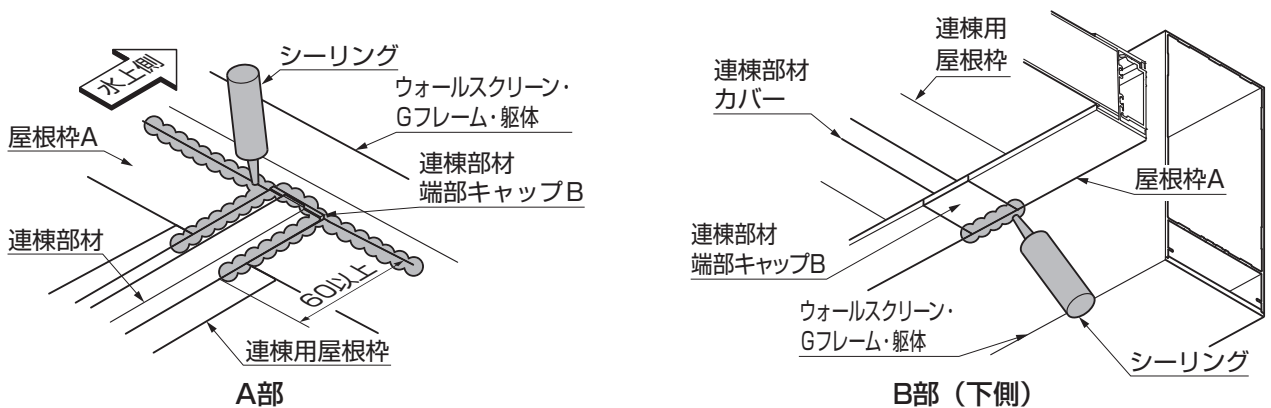 シーリング
水上側
ウォールスクリーン・
Gフレーム・躯体
屋根枠A
連棟部材
端部キャップB
連棟部材
60以上
連棟用屋根枠
A部
連棟用
屋根枠
連棟部材
カバー
屋根枠A
連棟部材
端部キャップB
ウォールスクリーン・
Gフレーム・躯体
シーリング
B部（下側）